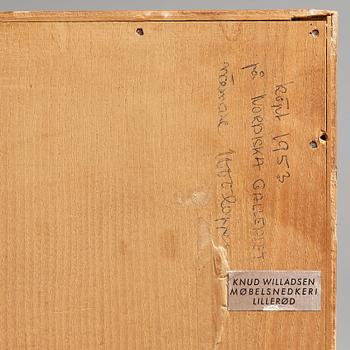 köpt 1953
på NORDISKA GALLERIET
KNUD WILLADSEN
MØBELSNEDKERI
LILLERØD